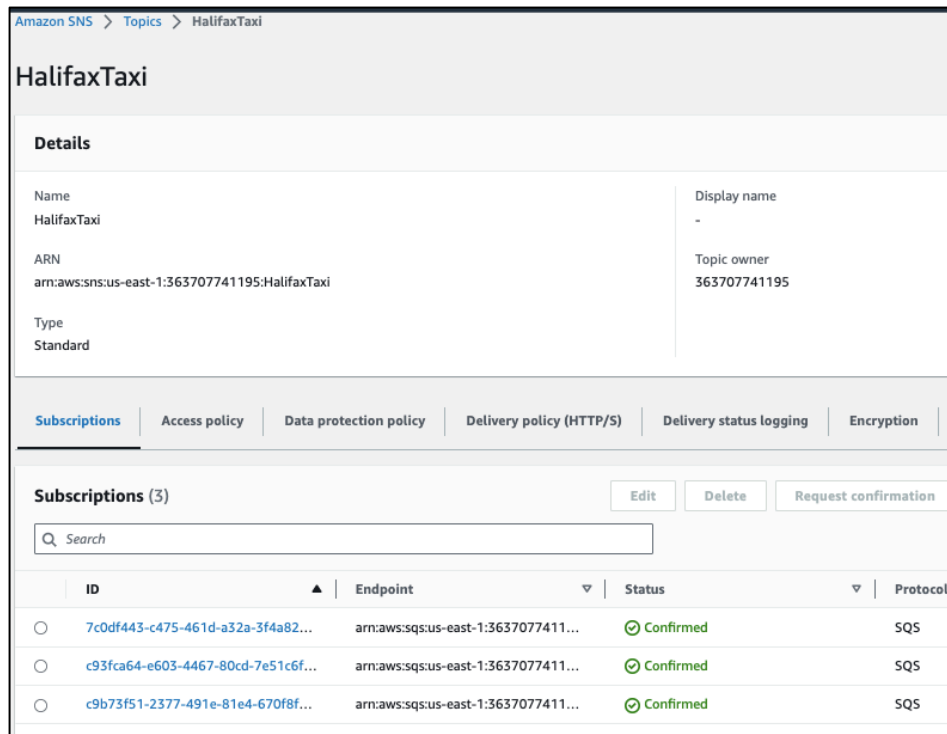 Amazon SNS > Topics > HalifaxTaxi
HalifaxTaxi
Details
Name
HalifaxTaxi
Display name
-
ARN
arn:aws:sns:us-east-1:363707741195:HalifaxTaxi
Topic owner
363707741195
Type
Standard
Subscriptions Access policy Data protection policy Delivery policy (HTTP/S) Delivery status logging Encryption
Subscriptions (3) Edit Delete Request confirmation
Search
ID Endpoint Status Protocol
7c0df443-c475-461d-a32a-3f4a82... arn:aws:sqs:us-east-1:3637077411... Confirmed SQS
c93fca64-e603-4467-80cd-7e51c6f... arn:aws:sqs:us-east-1:3637077411... Confirmed SQS
c9b73f51-2377-491e-81e4-670f8f... arn:aws:sqs:us-east-1:3637077411... Confirmed SQS